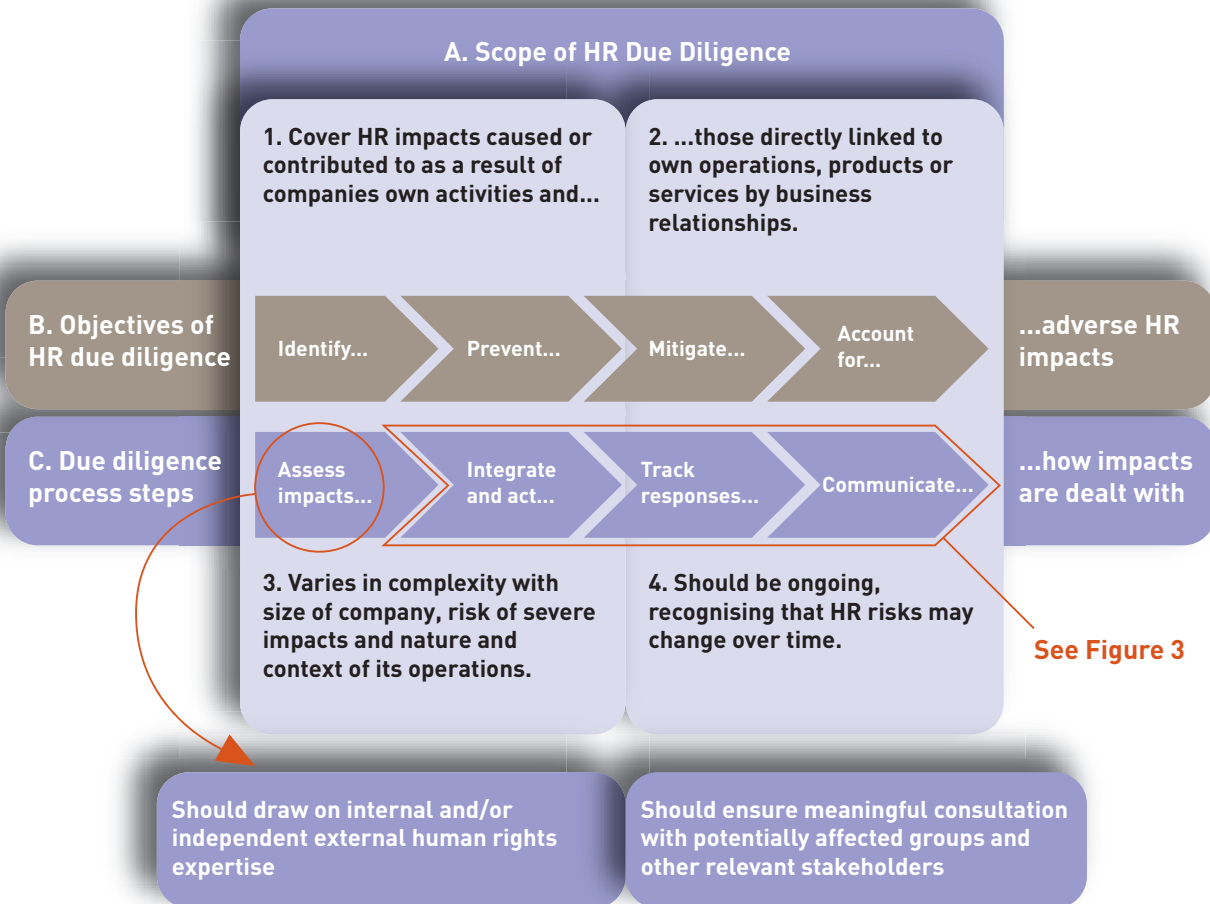 A. Scope of HR Due Diligence
1. Cover HR impacts caused or
contributed to as a result of
companies own activities and...
2. ...those directly linked to
own operations, products or
services by business
relationships.
B. Objectives of
HR due diligence
Identify...
Prevent...
Mitigate...
Account
for...
...adverse HR
impacts
C. Due diligence
process steps
Assess
impacts...
Integrate
and act...
Track
responses...
Communicate...
...how impacts
are dealt with
3. Varies in complexity with
size of company, risk of severe
impacts and nature and
context of its operations.
4. Should be ongoing,
recognising that HR risks may
change over time.
See Figure 3
Should draw on internal and/or
independent external human rights
expertise
Should ensure meaningful consultation
with potentially affected groups and
other relevant stakeholders